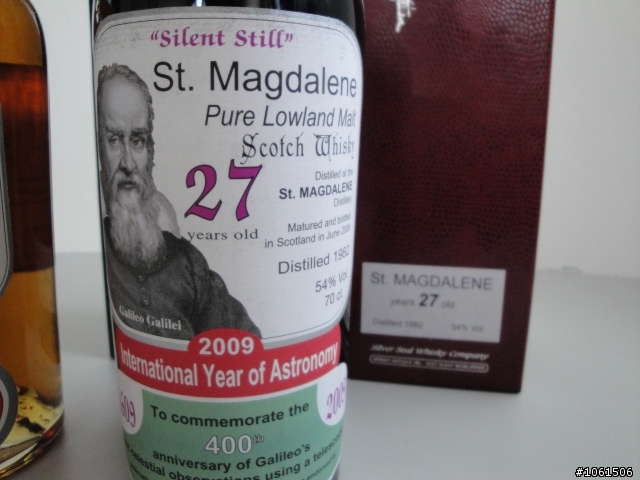 "Silent Still"
St. Magdalene
Pure Lowland Malt
Scotch Whisky
27
years old
Distilled at the
St. MAGDALENE
Distillery
Matured and bottled
in Scotland in June
Distilled 1982
54% Vol.
70 cl.
Galileo Galilei
2009
International Year of Astronomy
To commemorate the
400th
anniversary of Galileo's
observations using a
St. MAGDALENE
years 27 old
Distilled 1982 54% Vol.
Silver Seal Whisky Company
#1061506